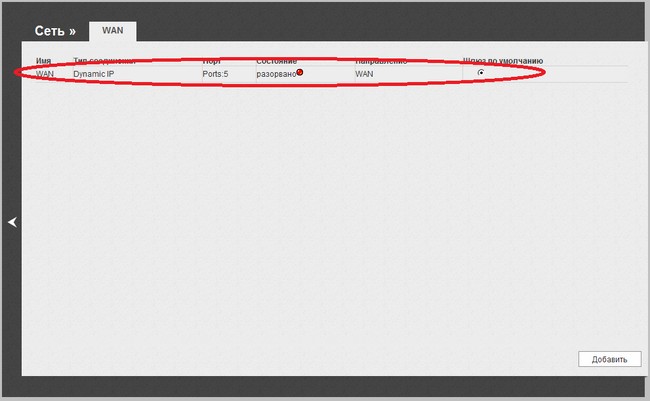 Сеть » WAN
Имя Тип соединения Порт Состояние Направление Шлюз по умолчанию
WAN Dynamic IP Ports:5 разорвано WAN
Добавить